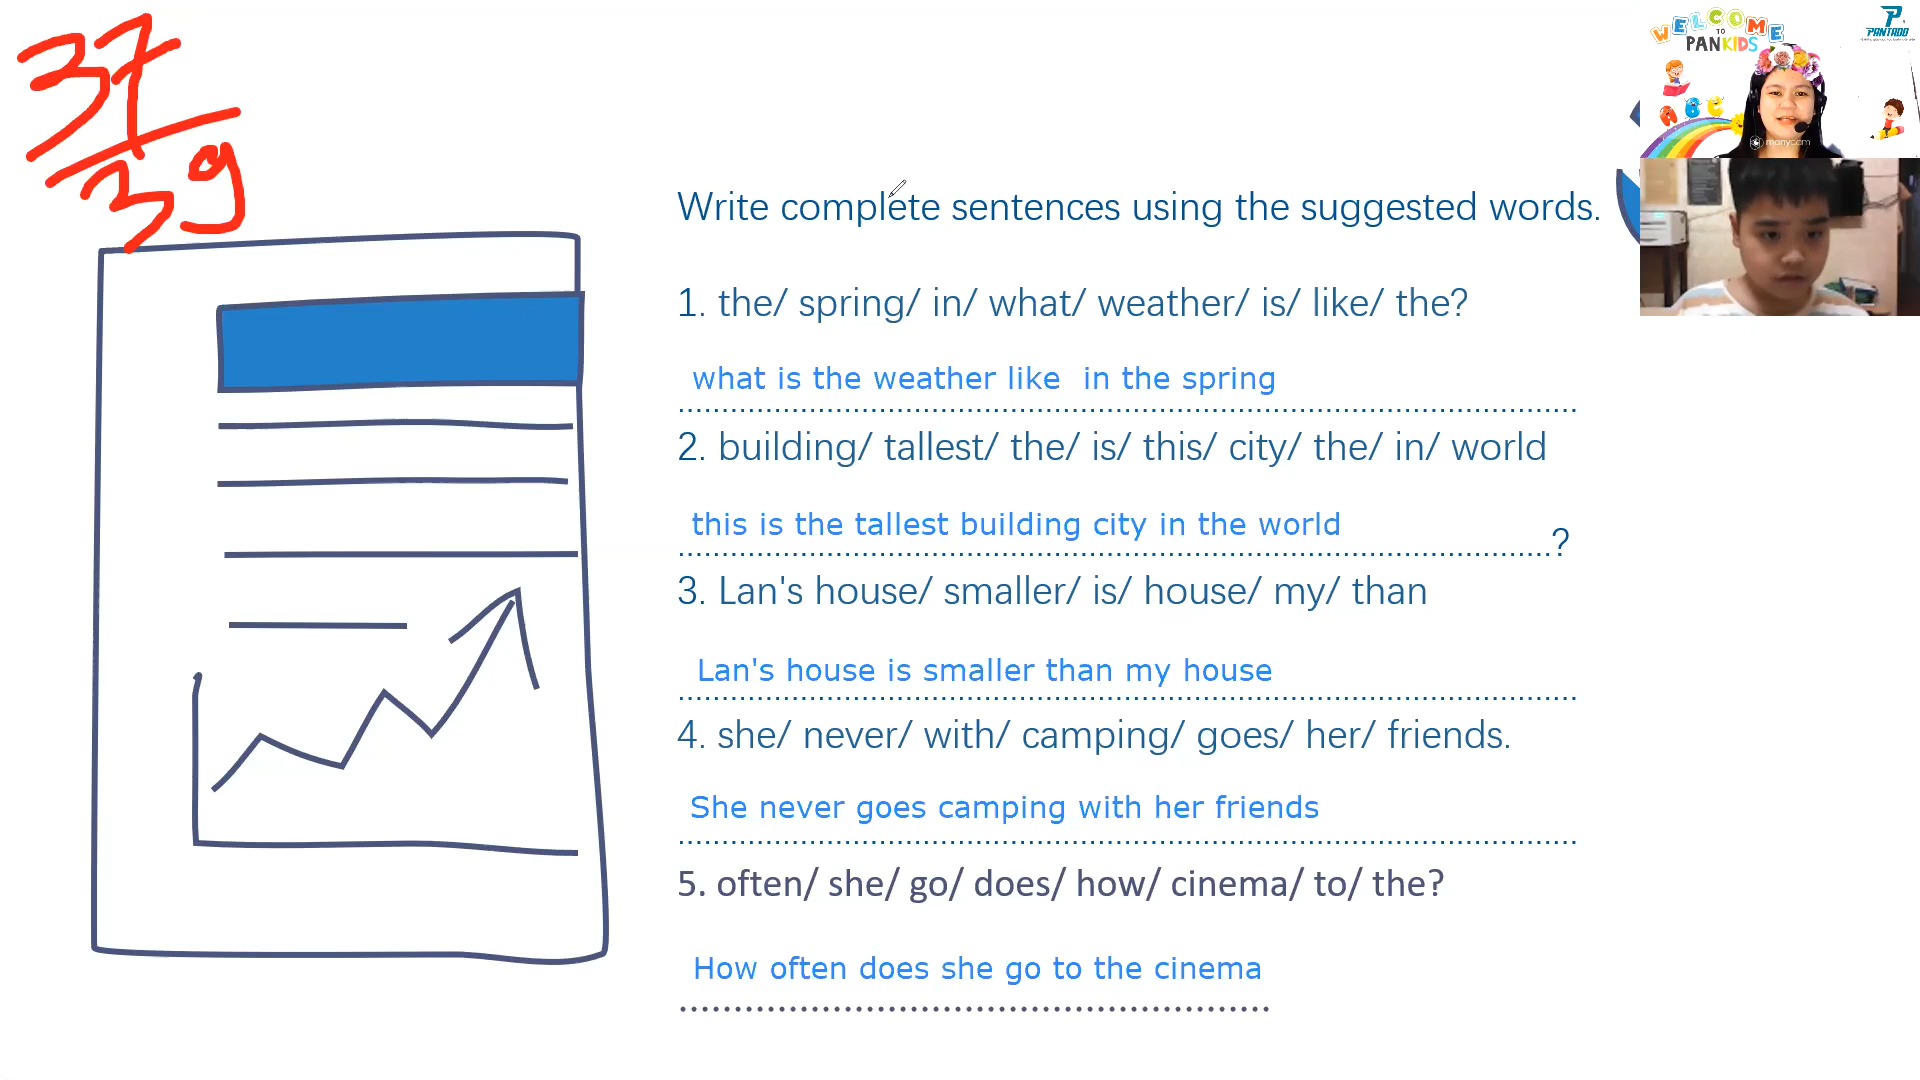 37
39
WELCOME
TO
PANKIDS
PANTADO
ABC
manycam
Write complete sentences using the suggested words.
1. the/ spring/ in/ what/ weather/ is/ like/ the?
what is the weather like  in the spring
2. building/ tallest/ the/ is/ this/ city/ the/ in/ world
this is the tallest building city in the world
?
3. Lan's house/ smaller/ is/ house/ my/ than
Lan's house is smaller than my house
4. she/ never/ with/ camping/ goes/ her/ friends.
She never goes camping with her friends
5. often/ she/ go/ does/ how/ cinema/ to/ the?
How often does she go to the cinema